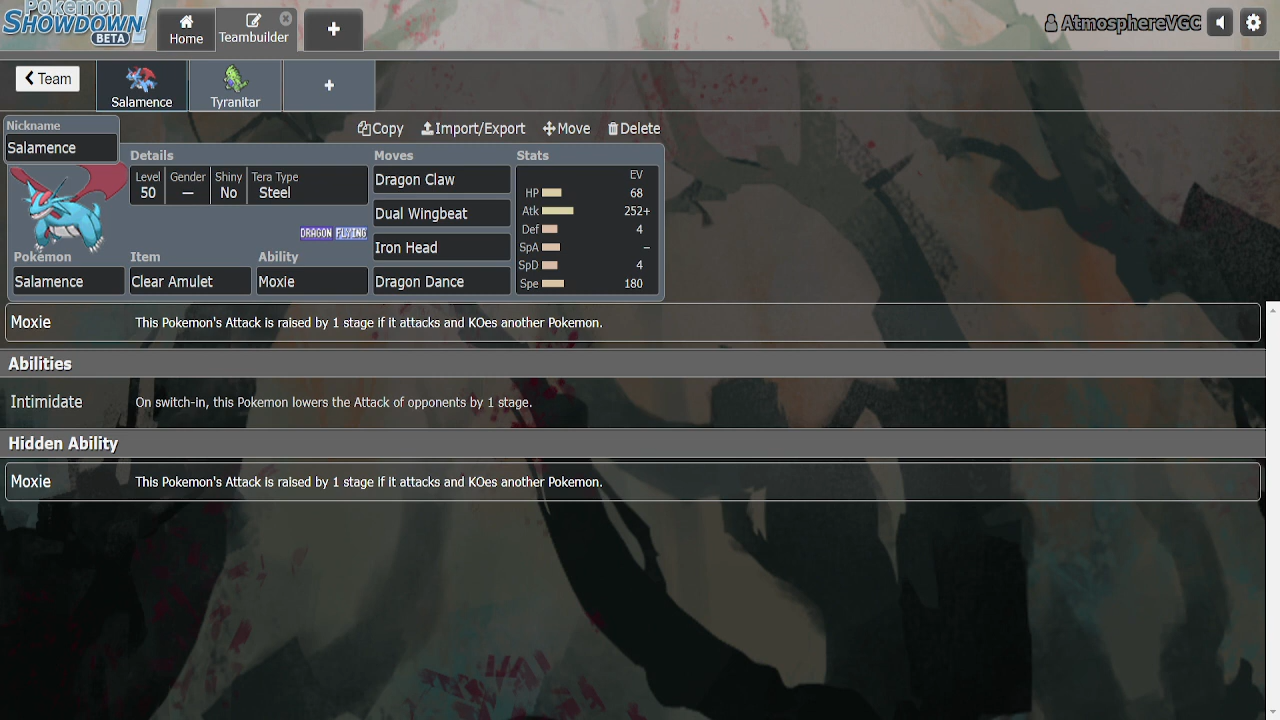 Pokémon
SHOWDOWN!
BETA
Home
Teambuilder
+
AtmosphereVGC
Team
Salamence
Tyranitar
+
Nickname
Salamence
Copy Import/Export Move Delete
Details
Level Gender Shiny Tera Type
50 — No Steel
DRAGON FLYING
Pokémon Item Ability
Salamence Clear Amulet Moxie
Moves
Dragon Claw
Dual Wingbeat
Iron Head
Dragon Dance
Stats
EV
HP 68
Atk 252+
Def 4
SpA –
SpD 4
Spe 180
Moxie This Pokemon's Attack is raised by 1 stage if it attacks and KOes another Pokemon.
Abilities
Intimidate On switch-in, this Pokemon lowers the Attack of opponents by 1 stage.
Hidden Ability
Moxie This Pokemon's Attack is raised by 1 stage if it attacks and KOes another Pokemon.